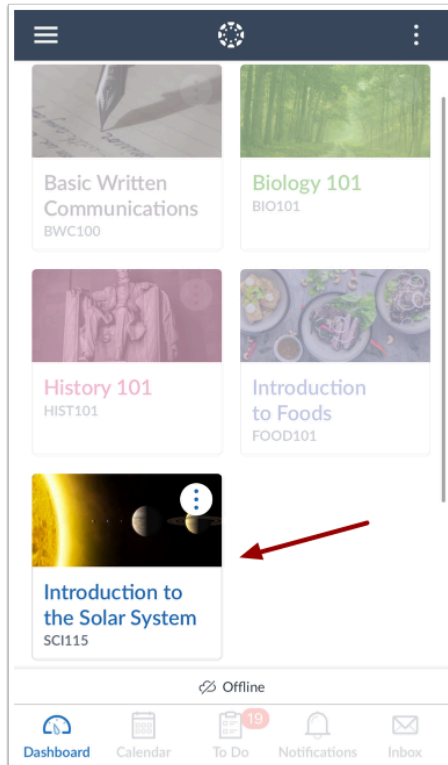 Basic Written
Communications
BWC100
Biology 101
BIO101
History 101
HIST101
Introduction
to Foods
FOOD101
Introduction to
the Solar System
SCI115
Offline
19
Dashboard
Calendar
To Do
Notifications
Inbox